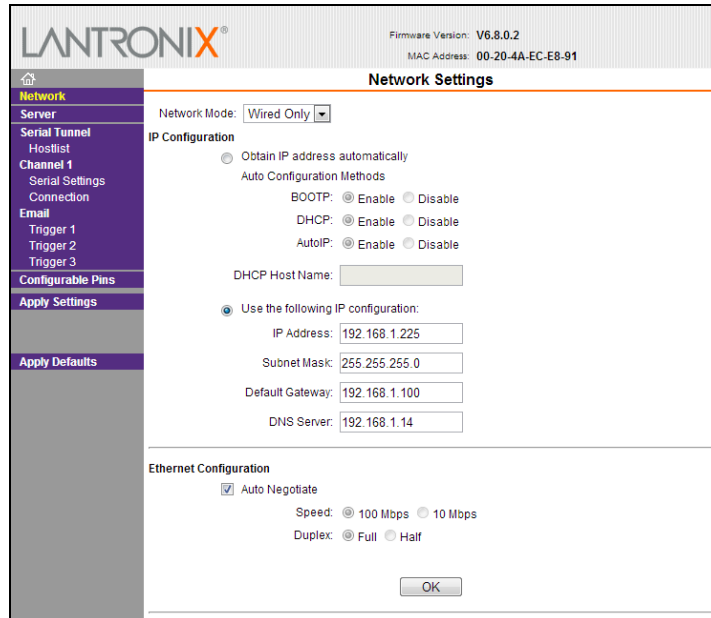 LANTRONIX®
Firmware Version: V6.8.0.2
MAC Address: 00-20-4A-EC-E8-91
Network
Server
Serial Tunnel
Hostlist
Channel 1
Serial Settings
Connection
Email
Trigger 1
Trigger 2
Trigger 3
Configurable Pins
Apply Settings
Apply Defaults
Network Settings
Network Mode: Wired Only
IP Configuration
Obtain IP address automatically
Auto Configuration Methods
BOOTP: Enable Disable
DHCP: Enable Disable
AutoIP: Enable Disable
DHCP Host Name:
Use the following IP configuration:
IP Address: 192.168.1.225
Subnet Mask: 255.255.255.0
Default Gateway: 192.168.1.100
DNS Server: 192.168.1.14
Ethernet Configuration
Auto Negotiate
Speed: 100 Mbps 10 Mbps
Duplex: Full Half
OK